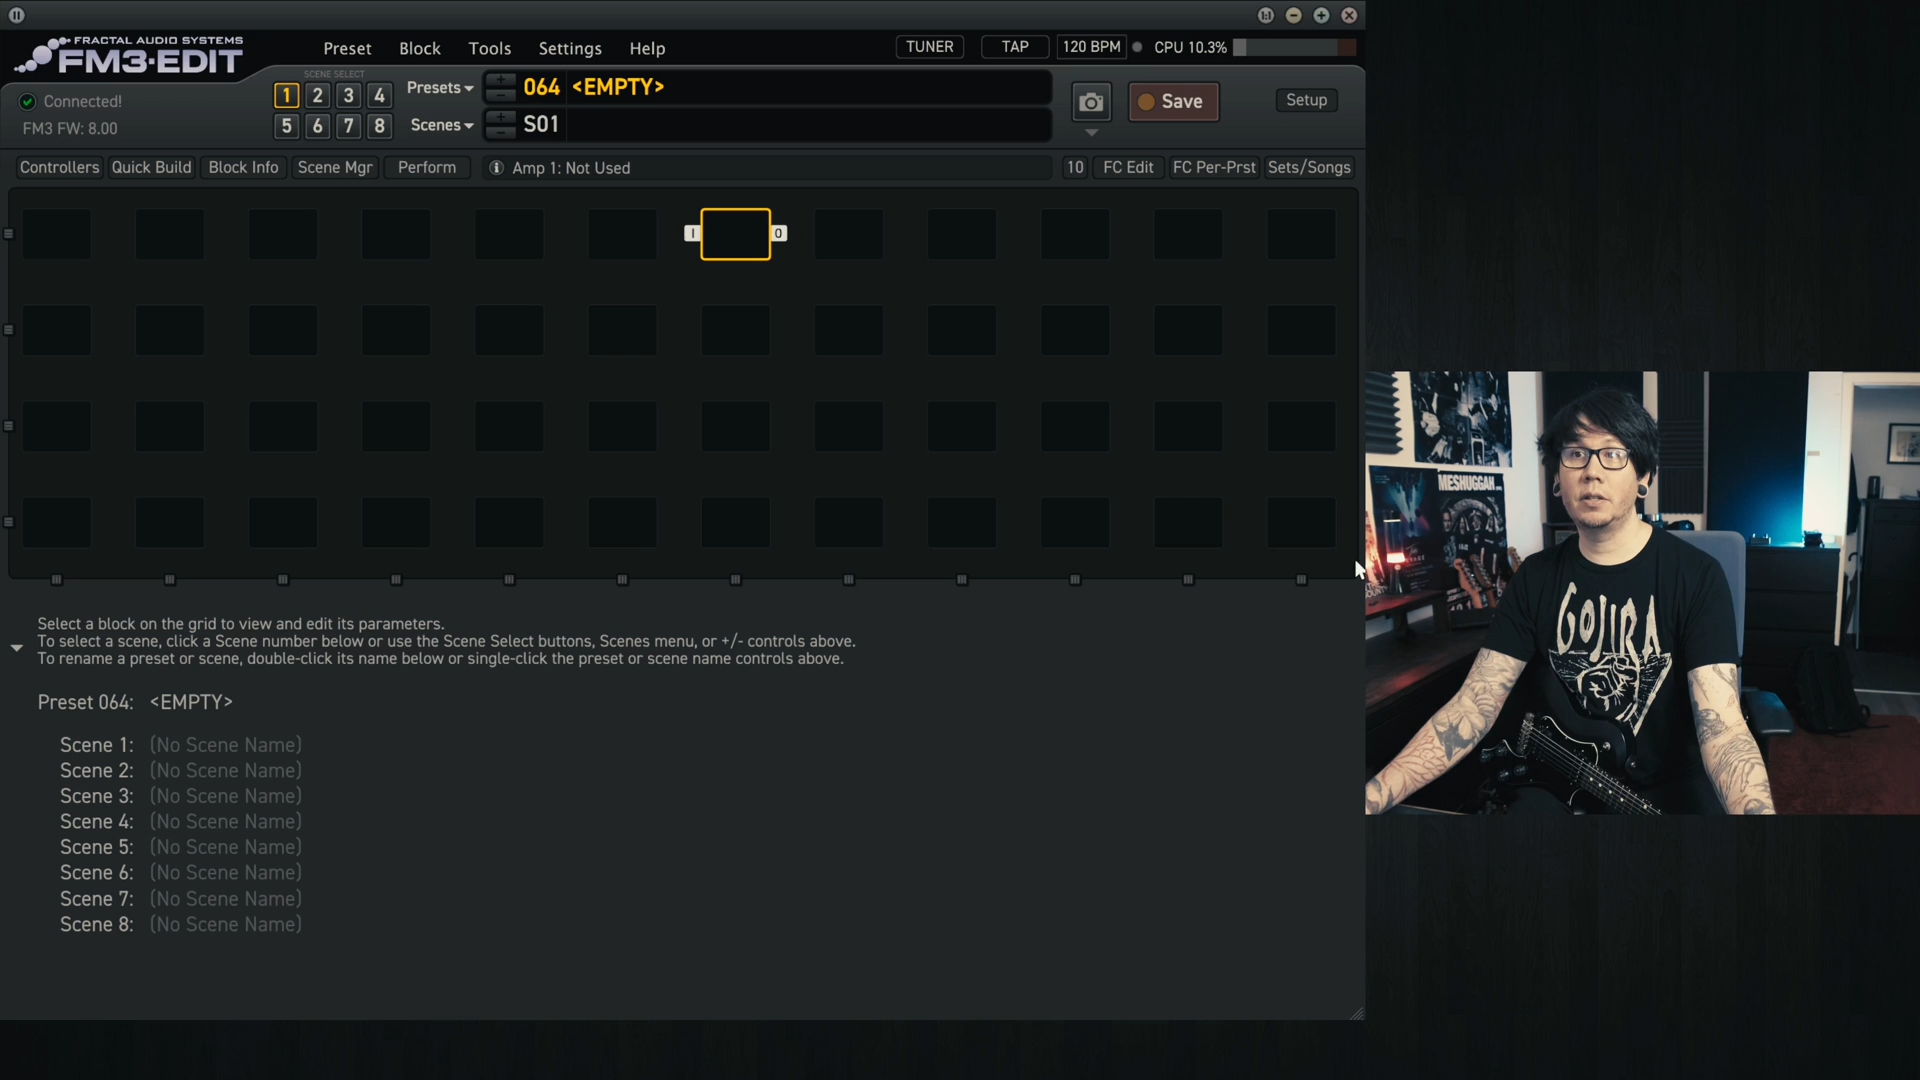 FRACTAL AUDIO SYSTEMS
FM3-EDIT
Preset Block Tools Settings Help
TUNER TAP 120 BPM CPU 10.3%
Connected!
FM3 FW: 8.00
SCENE SELECT
1 2 3 4
5 6 7 8
Presets 064 <EMPTY>
Scenes S01
Save
Setup
Controllers Quick Build Block Info Scene Mgr Perform
Amp 1: Not Used
10 FC Edit FC Per-Prst Sets/Songs
I O
Select a block on the grid to view and edit its parameters.
To select a scene, click a Scene number below or use the Scene Select buttons, Scenes menu, or +/- controls above.
To rename a preset or scene, double-click its name below or single-click the preset or scene name controls above.
Preset 064: <EMPTY>
Scene 1: (No Scene Name)
Scene 2: (No Scene Name)
Scene 3: (No Scene Name)
Scene 4: (No Scene Name)
Scene 5: (No Scene Name)
Scene 6: (No Scene Name)
Scene 7: (No Scene Name)
Scene 8: (No Scene Name)
MESHUGGAH
GOJIRA